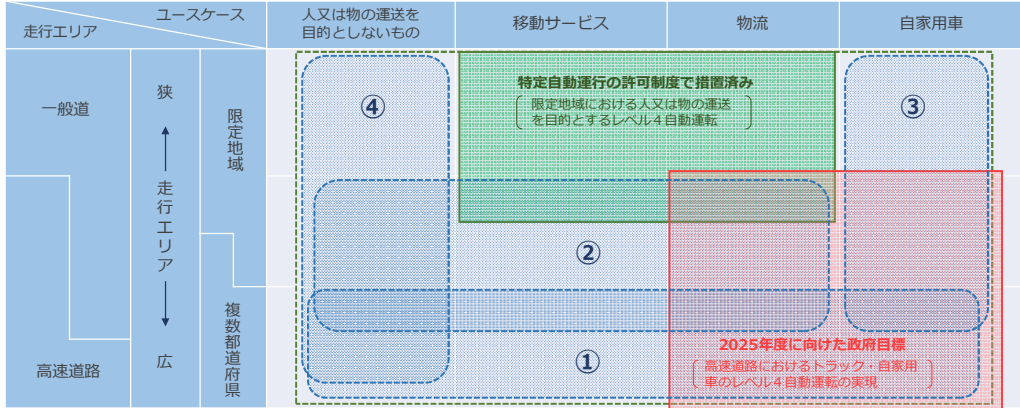 ユースケース
走行エリア
人又は物の運送を
目的としないもの
移動サービス
物流
自家用車
一般道
高速道路
狭
走行エリア
広
限定地域
複数都道府県
特定自動運行の許可制度で措置済み
限定地域における人又は物の運送
を目的とするレベル4自動運転
④
③
②
①
2025年度に向けた政府目標
高速道路におけるトラック・自家用
車のレベル4自動運転の実現